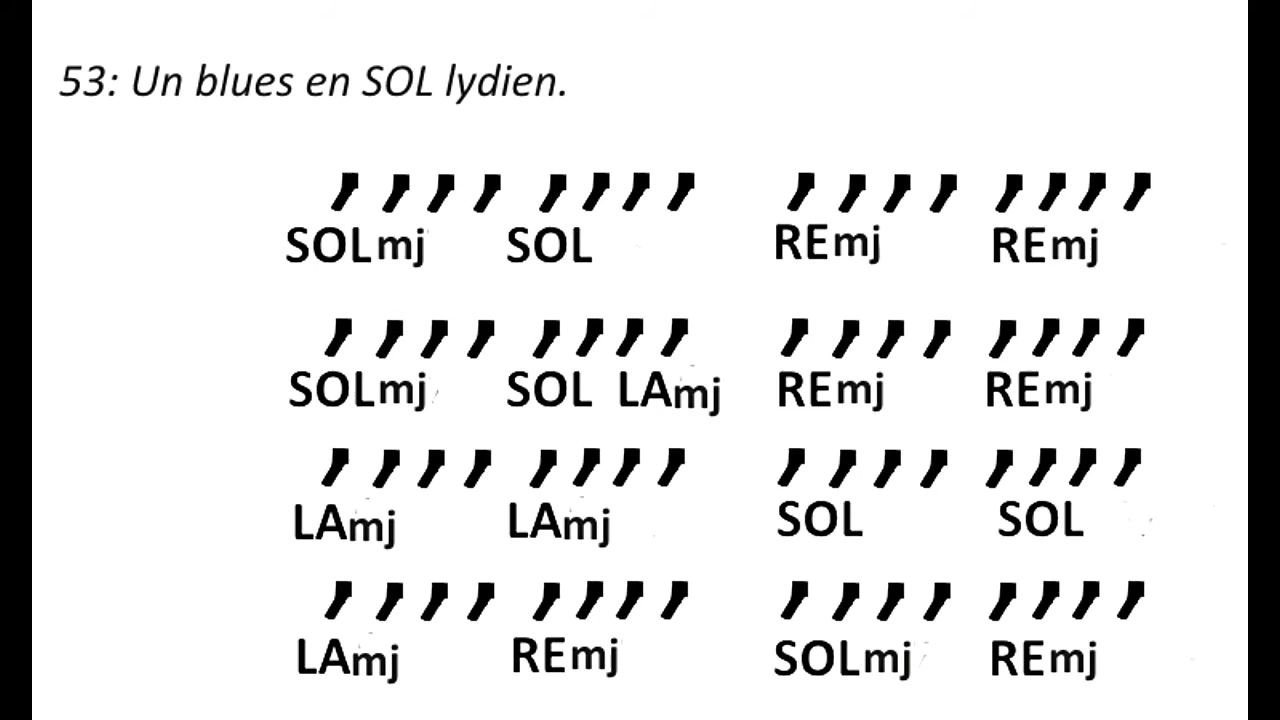 53: Un blues en SOL lydien.
, , , , , , , , , , , , , , , ,
SOLmj SOL REmj REmj
, , , , , , , , , , , , , , , ,
SOLmj SOL LAmj REmj REmj
, , , , , , , , , , , , , , , ,
LAmj LAmj SOL SOL
, , , , , , , , , , , , , , , ,
LAmj REmj SOLmj REmj